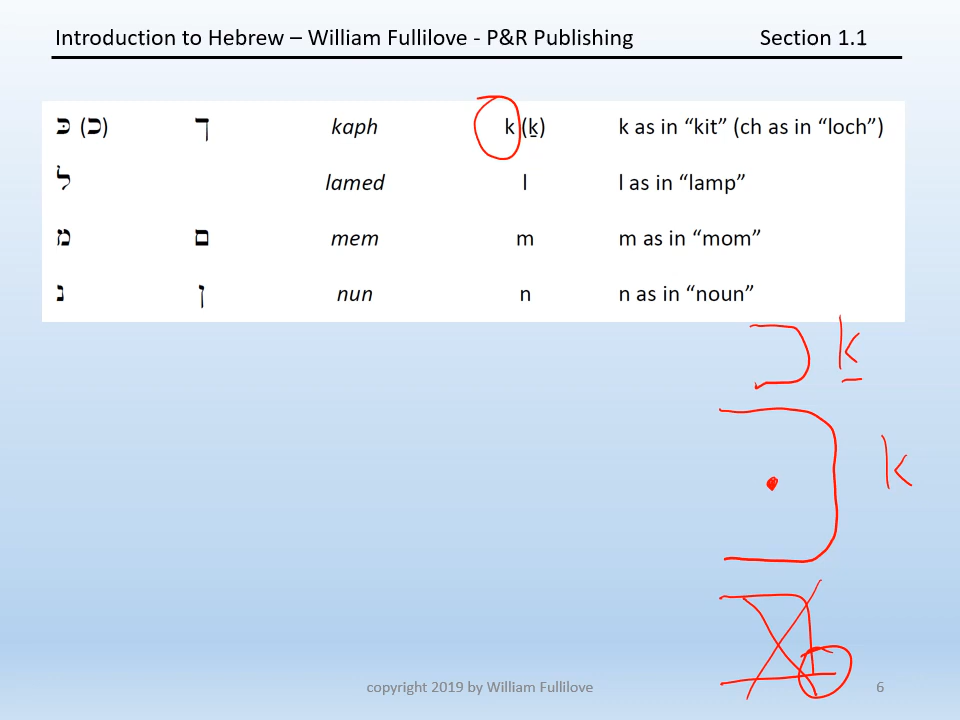 Introduction to Hebrew – William Fullilove - P&R Publishing Section 1.1
כּ (כ) ך kaph k (ḵ) k as in “kit” (ch as in “loch”)
ל lamed l l as in “lamp”
מ ם mem m m as in “mom”
נ ן nun n n as in “noun”
כ ḵ
כּ k
copyright 2019 by William Fullilove 6